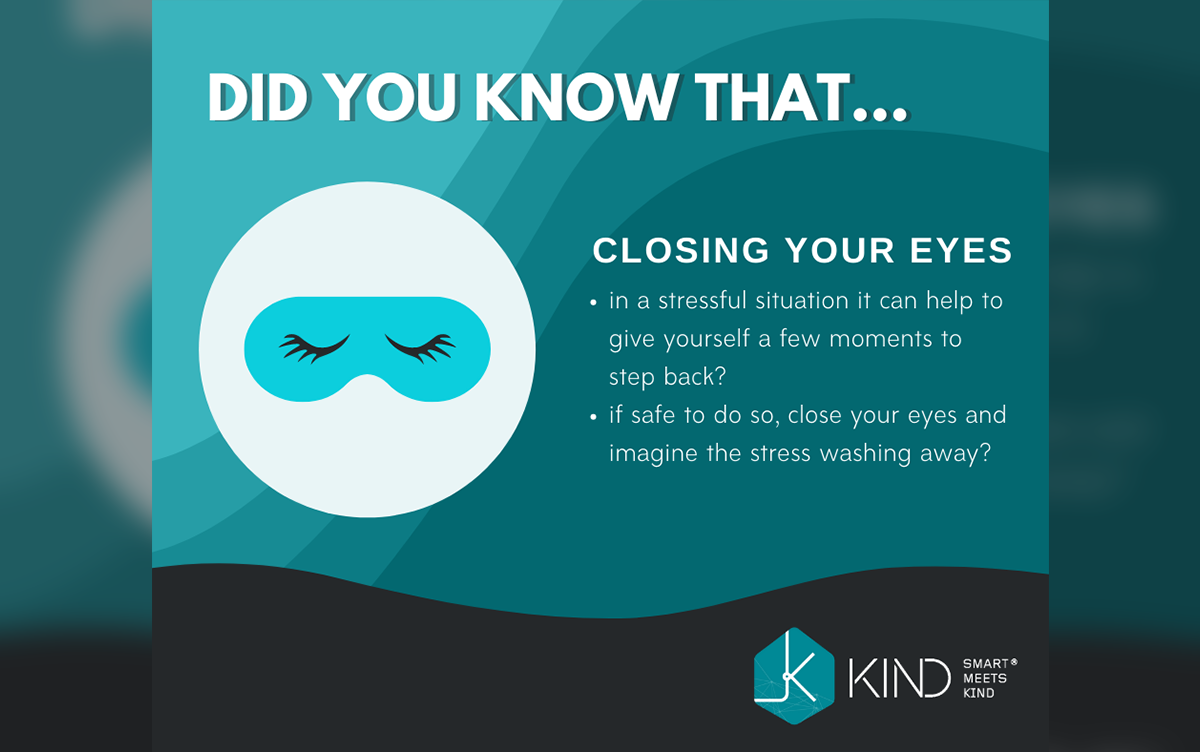 DID YOU KNOW THAT...
CLOSING YOUR EYES
• in a stressful situation it can help to
give yourself a few moments to
step back?
• if safe to do so, close your eyes and
imagine the stress washing away?
K
KIND
SMART®
MEETS
KIND